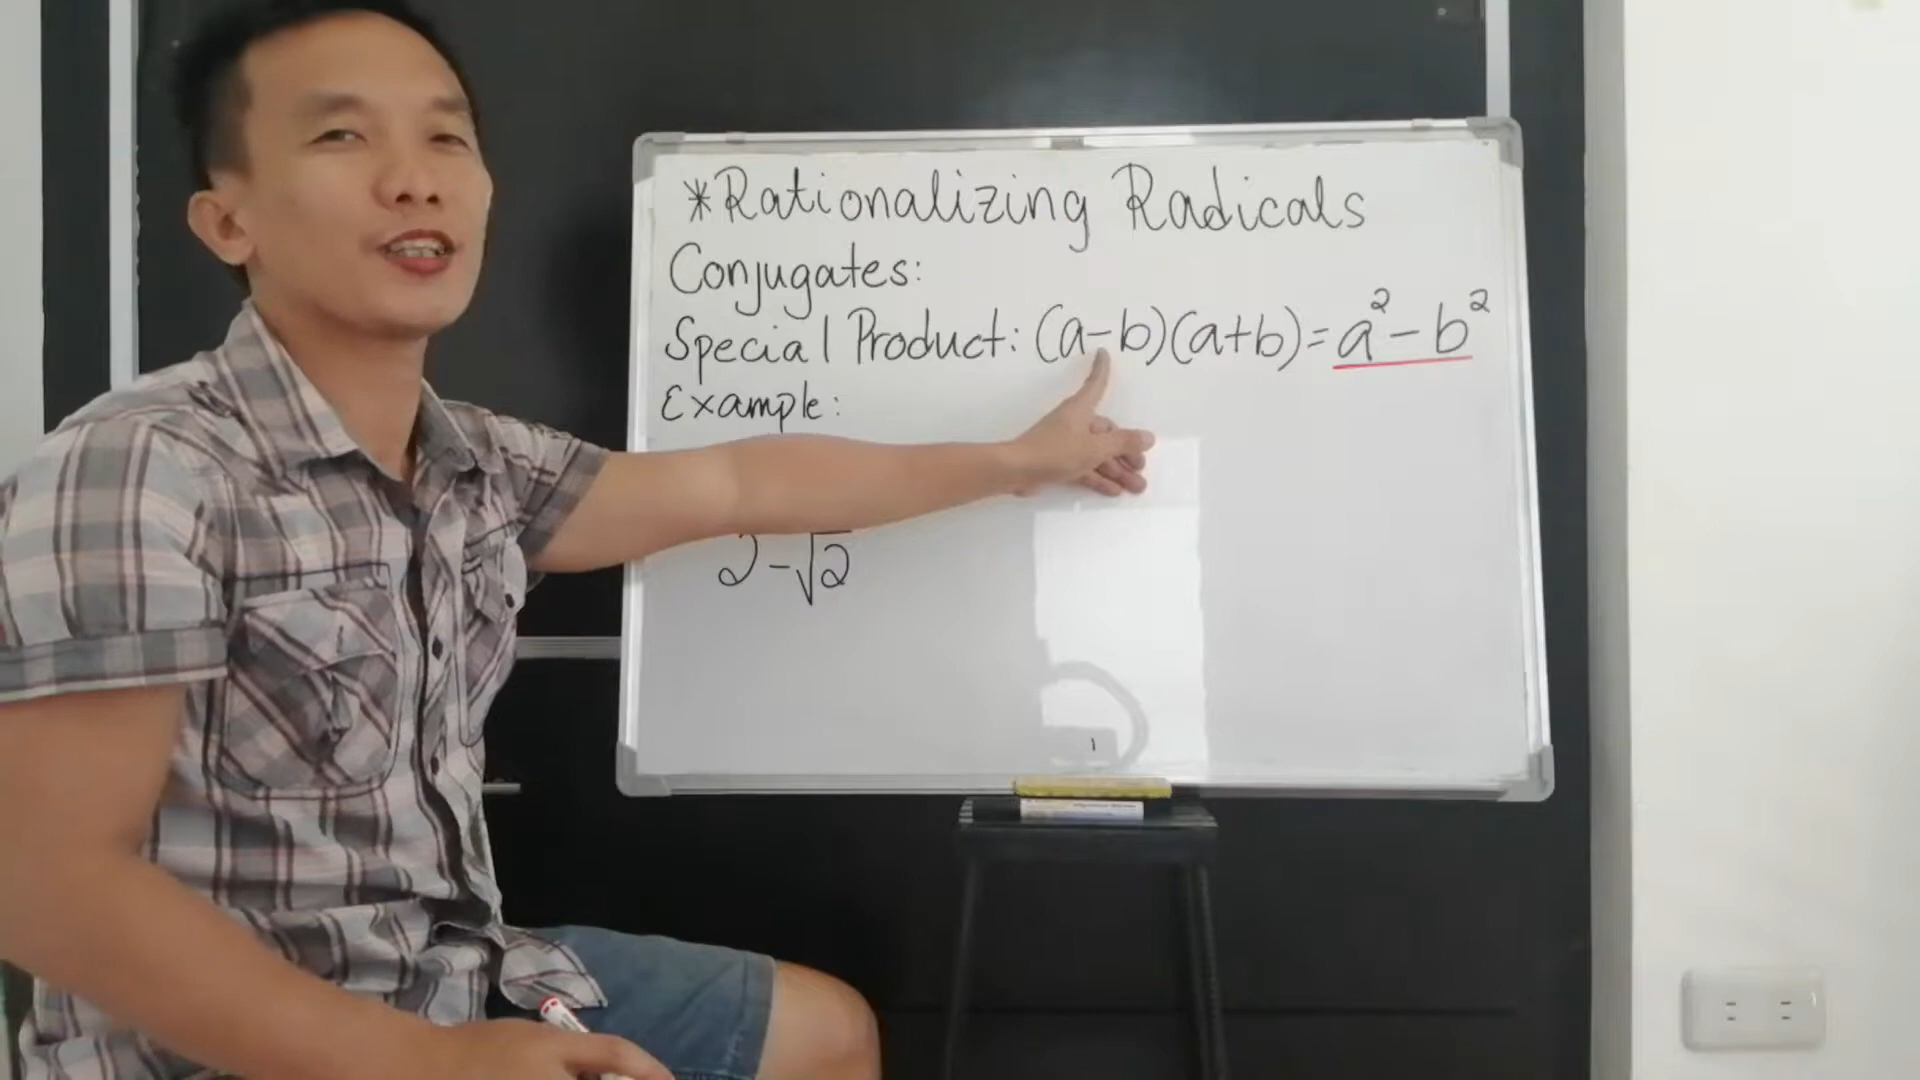 *Rationalizing Radicals
Conjugates:
Special Product: (a-b)(a+b)=a²-b²
Example:
2-√2